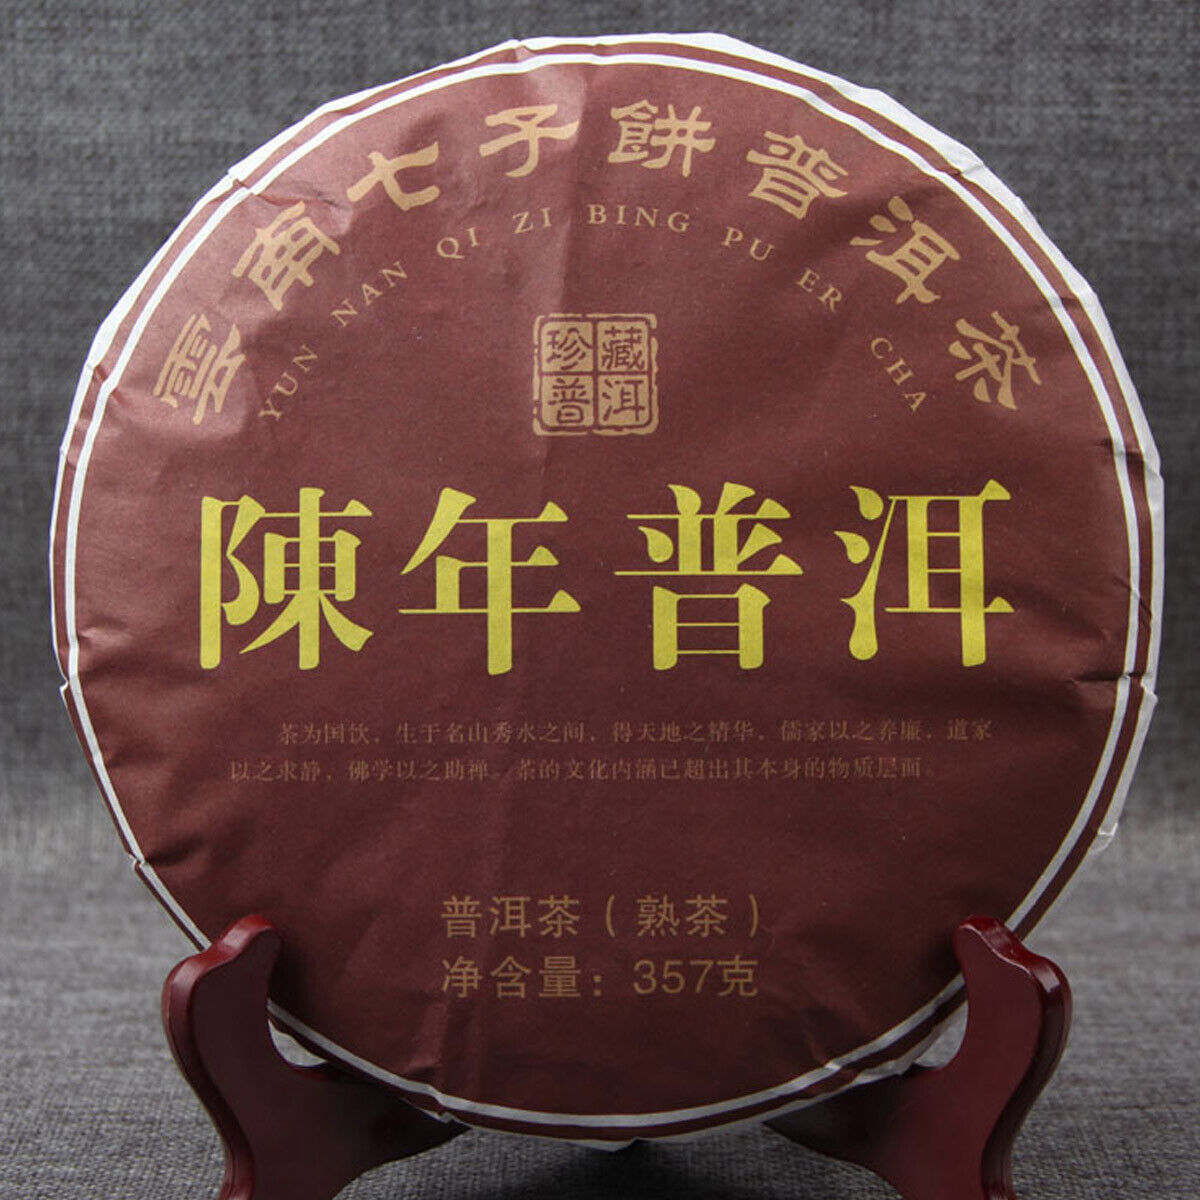 雲南七子餅普洱茶
YUN NAN QI ZI BING PU ER CHA
珍藏
普洱
陳年普洱
茶为国饮，生于名山秀水之间，得天地之精华，儒家以之养廉，道家
以之求静，佛学以之助禅。茶的文化内涵已超出其本身的物质层面。
普洱茶（熟茶）
净含量：357克